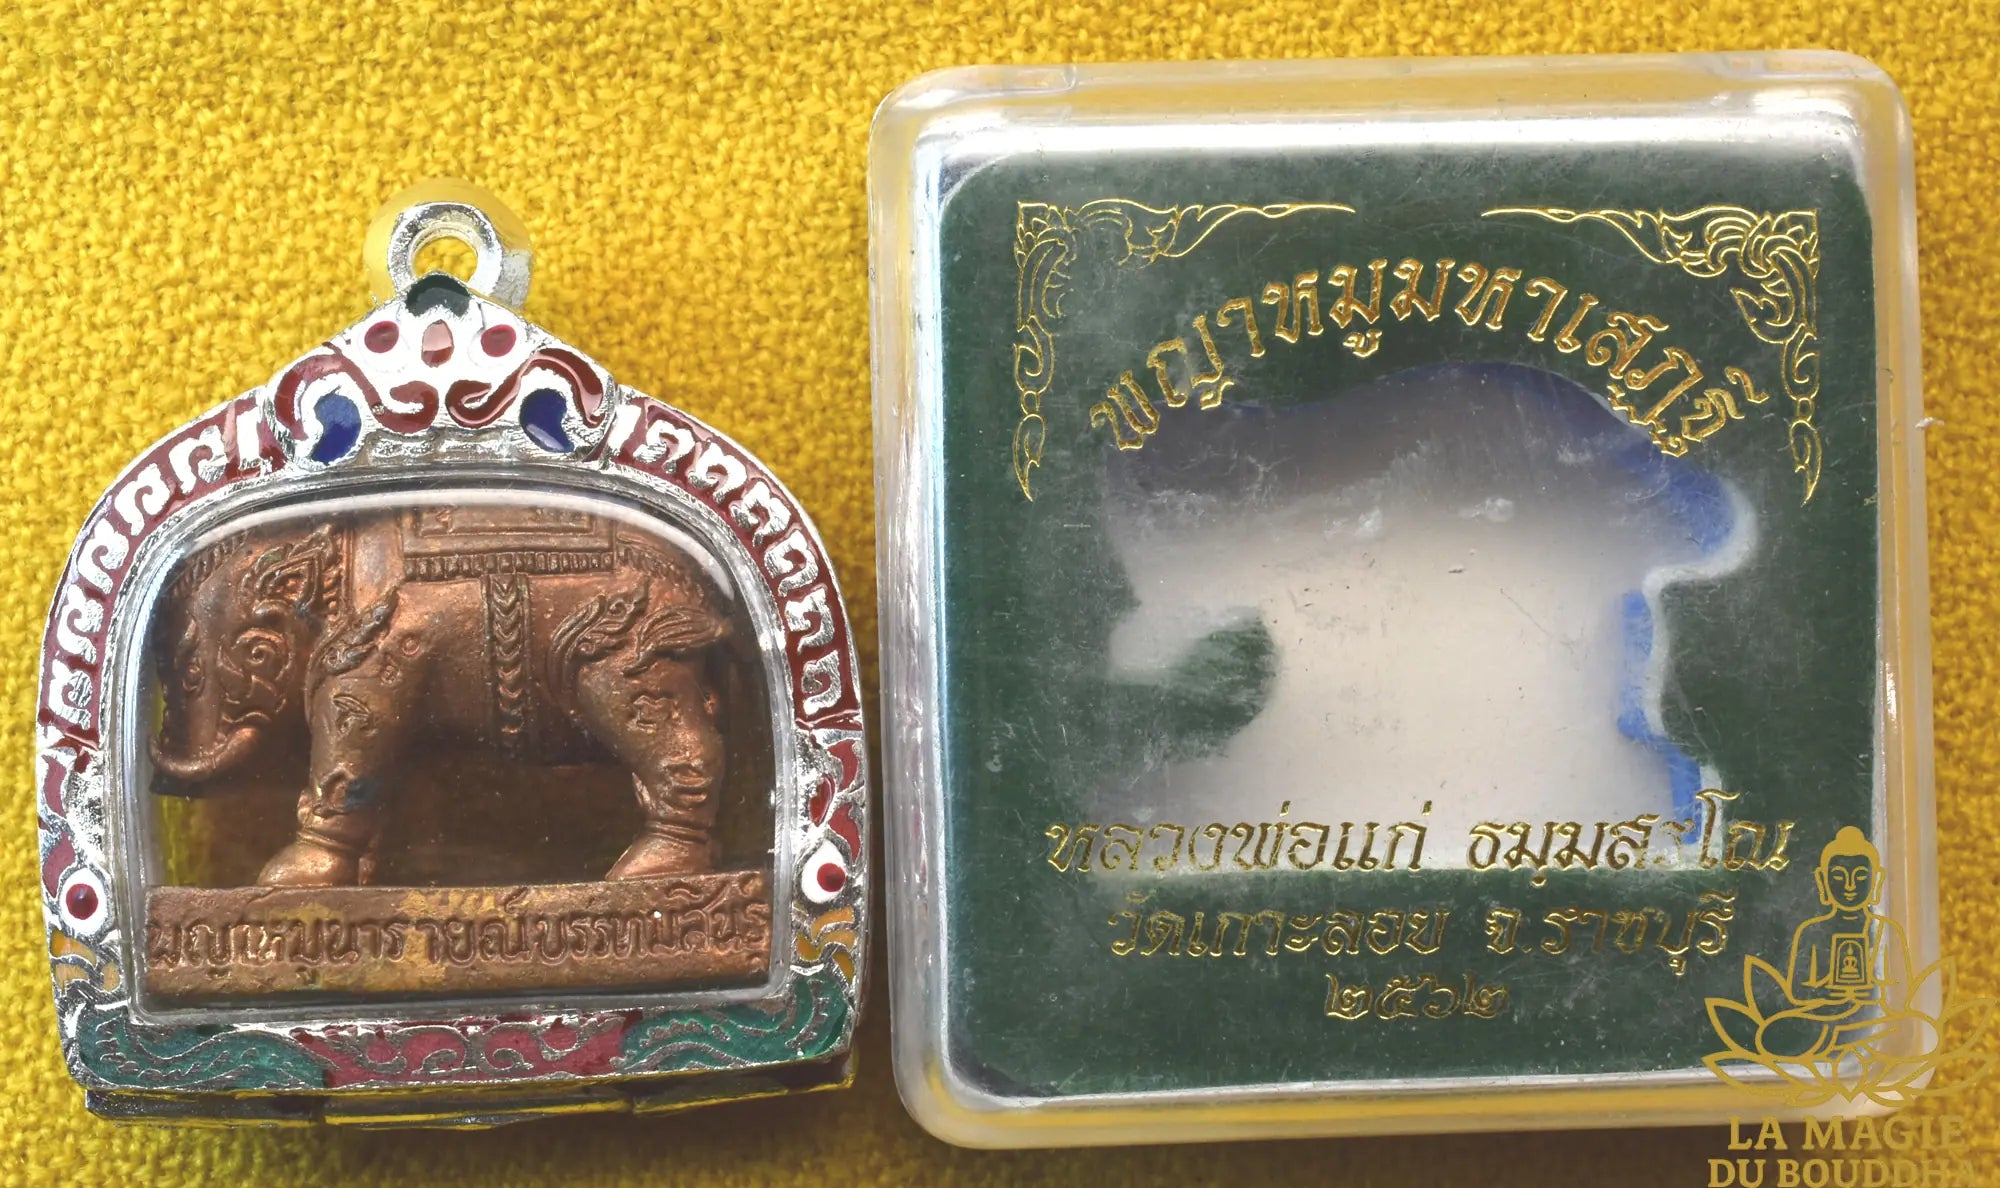 พญาหมูนารายณ์บรรทมสินธุ์
พญาหมูมหาเสน่ห์
หลวงพ่อแก่ ธมฺมสรโณ
วัดเกาะลอย จ.ราชบุรี
๒๕๖๒
LA MAGIE
DU BOUDDHA